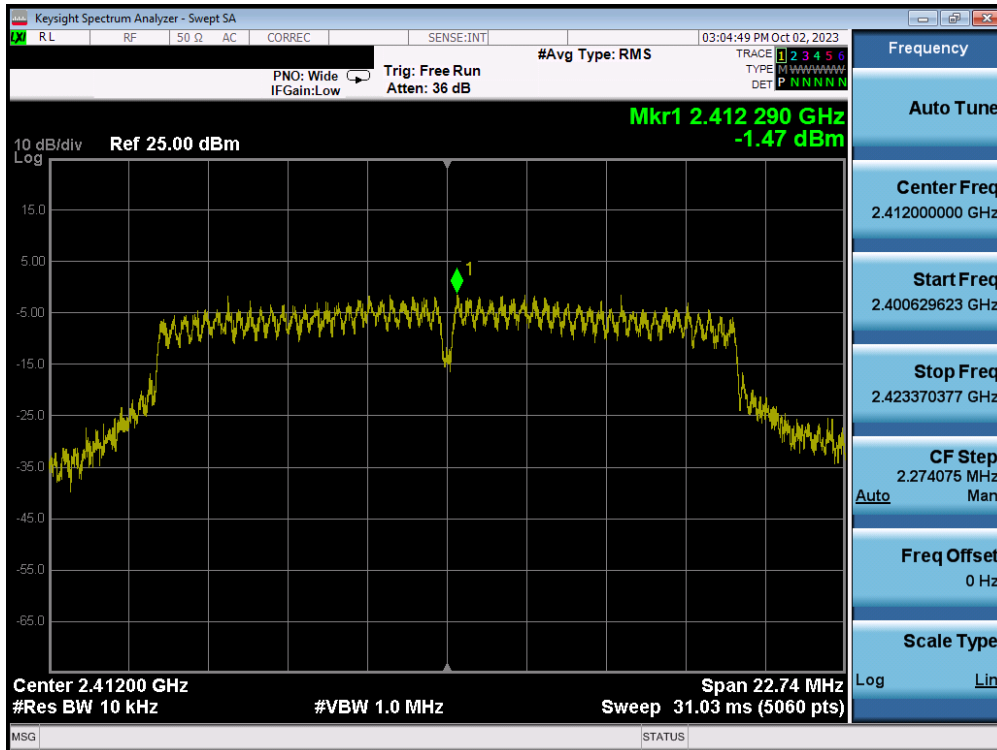 Keysight Spectrum Analyzer - Swept SA
LXI RL RF 50 Ω AC CORREC SENSE:INT 03:04:49 PM Oct 02, 2023
#Avg Type: RMS
TRACE 1 2 3 4 5 6
TYPE M WWWWW
DET P N N N N N
PNO: Wide
IFGain:Low
Trig: Free Run
Atten: 36 dB
Mkr1 2.412 290 GHz
-1.47 dBm
10 dB/div
Log
Ref 25.00 dBm
1
15.0
5.00
-5.00
-15.0
-25.0
-35.0
-45.0
-55.0
-65.0
Center 2.41200 GHz
Span 22.74 MHz
#Res BW 10 kHz
#VBW 1.0 MHz
Sweep 31.03 ms (5060 pts)
MSG
STATUS
Frequency
Auto Tune
Center Freq
2.412000000 GHz
Start Freq
2.400629623 GHz
Stop Freq
2.423370377 GHz
CF Step
2.274075 MHz
Auto Man
Freq Offset
0 Hz
Scale Type
Log Lin